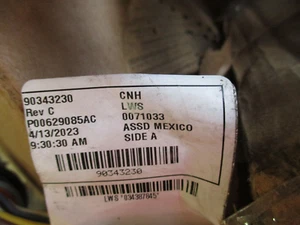 90343230 CNH
Rev C LWS
P00629085AC 0071033
4/13/2023 ASSD MEXICO
9:30:30 AM SIDE A
90343230